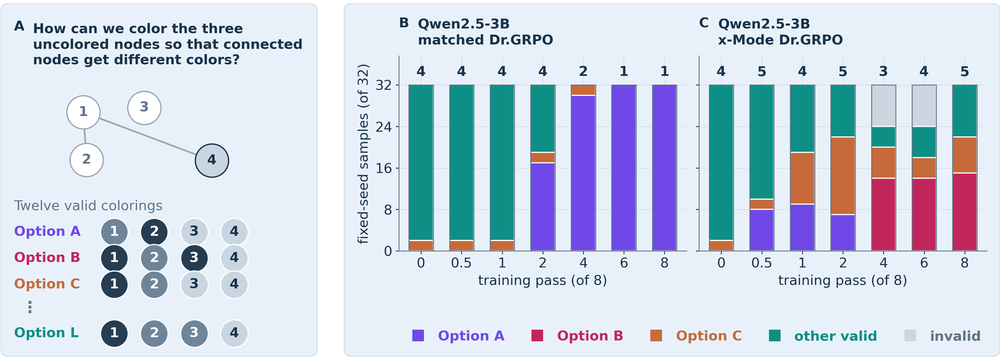 A How can we color the three
uncolored nodes so that connected
nodes get different colors?
1
3
2
4
Twelve valid colorings
Option A 1 2 3 4
Option B 1 2 3 4
Option C 1 2 3 4
⋮
Option L 1 2 3 4
B Qwen2.5-3B
matched Dr.GRPO
fixed-seed samples (of 32)
4 4 4 4 2 1 1
32
24
16
8
0
0 0.5 1 2 4 6 8
training pass (of 8)
C Qwen2.5-3B
x-Mode Dr.GRPO
4 5 4 5 3 4 5
0 0.5 1 2 4 6 8
training pass (of 8)
Option A Option B Option C other valid invalid